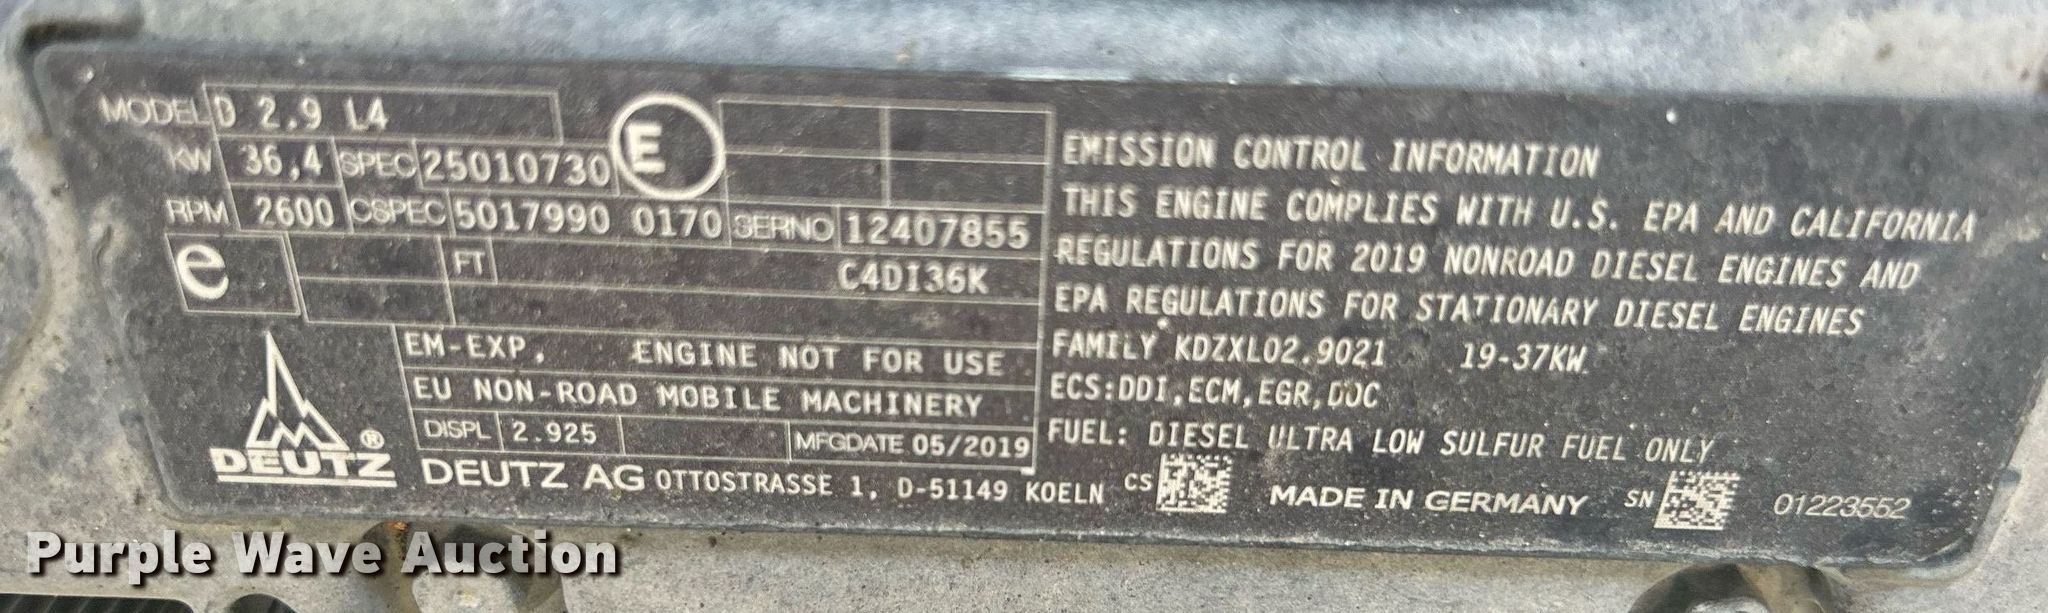 MODEL D 2.9 L4
KW 36,4 SPEC 25010730 E
RPM 2600 CSPEC 5017990 0170 SERNO 12407855
e FT C4DI36K
EM-EXP. ENGINE NOT FOR USE
EU NON-ROAD MOBILE MACHINERY
DISPL 2.925 MFGDATE 05/2019
DEUTZ®
DEUTZ AG OTTOSTRASSE 1, D-51149 KOELN
EMISSION CONTROL INFORMATION
THIS ENGINE COMPLIES WITH U.S. EPA AND CALIFORNIA
REGULATIONS FOR 2019 NONROAD DIESEL ENGINES AND
EPA REGULATIONS FOR STATIONARY DIESEL ENGINES
FAMILY KDZXL02.9021 19-37KW
ECS:DDI,ECM,EGR,DOC
FUEL: DIESEL ULTRA LOW SULFUR FUEL ONLY
CS MADE IN GERMANY SN 01223552
Purple Wave Auction